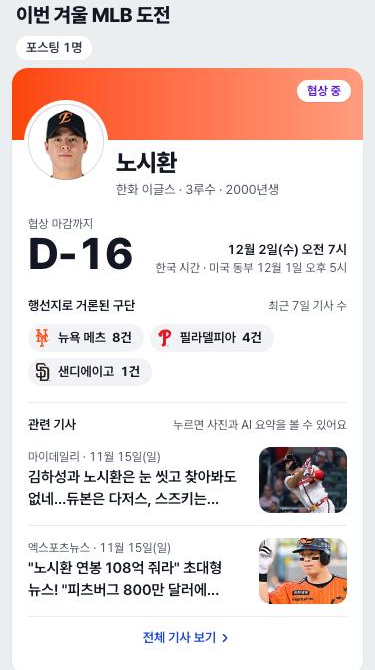 이번 겨울 MLB 도전
포스팅 1명
협상 중
노시환
한화 이글스 · 3루수 · 2000년생
협상 마감까지
D-16
12월 2일(수) 오전 7시
한국 시간 · 미국 동부 12월 1일 오후 5시
행선지로 거론된 구단
최근 7일 기사 수
뉴욕 메츠 8건
필라델피아 4건
샌디에이고 1건
관련 기사
누르면 사진과 AI 요약을 볼 수 있어요
마이데일리 · 11월 15일(일)
김하성과 노시환은 눈 씻고 찾아봐도
없네...듀본은 다저스, 스즈키는...
엑스포츠뉴스 · 11월 15일(일)
"노시환 연봉 108억 줘라" 초대형
뉴스! "피츠버그 800만 달러에...
전체 기사 보기 >